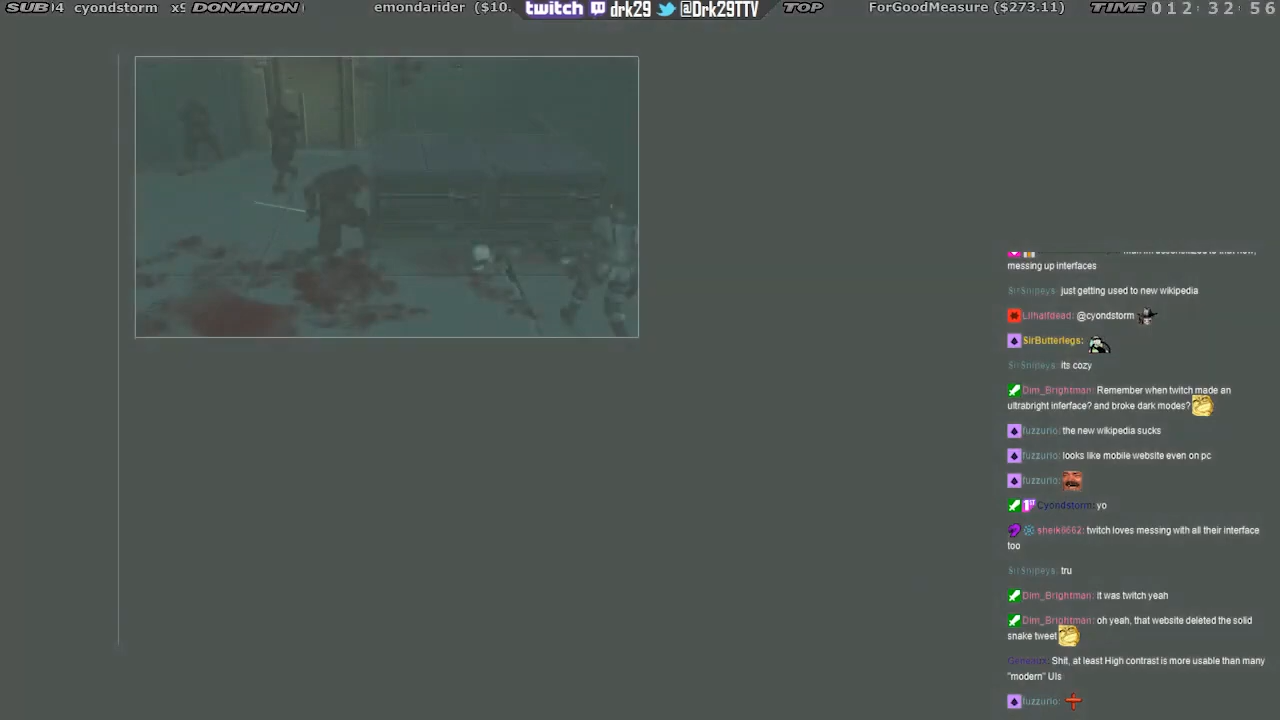 SUB
cyondstorm x9
DONATION
emondarider ($10.
twitch drk29 @Drk29TTV
TOP
ForGoodMeasure ($273.11)
TIME 012:32:56
messing up interfaces
SirSnipeys: just getting used to new wikipedia
Lilhalfdead: @cyondstorm
SirButterlegs:
SirSnipeys: its cozy
Dim_Brightman: Remember when twitch made an
ultrabright inferface? and broke dark modes?
fuzzurio: the new wikipedia sucks
fuzzurio: looks like mobile website even on pc
fuzzurio:
Cyondstorm: yo
sheik6662: twitch loves messing with all their interface
too
SirSnipeys: tru
Dim_Brightman: it was twitch yeah
Dim_Brightman: oh yeah, that website deleted the solid
snake tweet
Shit, at least High contrast is more usable than many
"modern" UIs
fuzzurio: